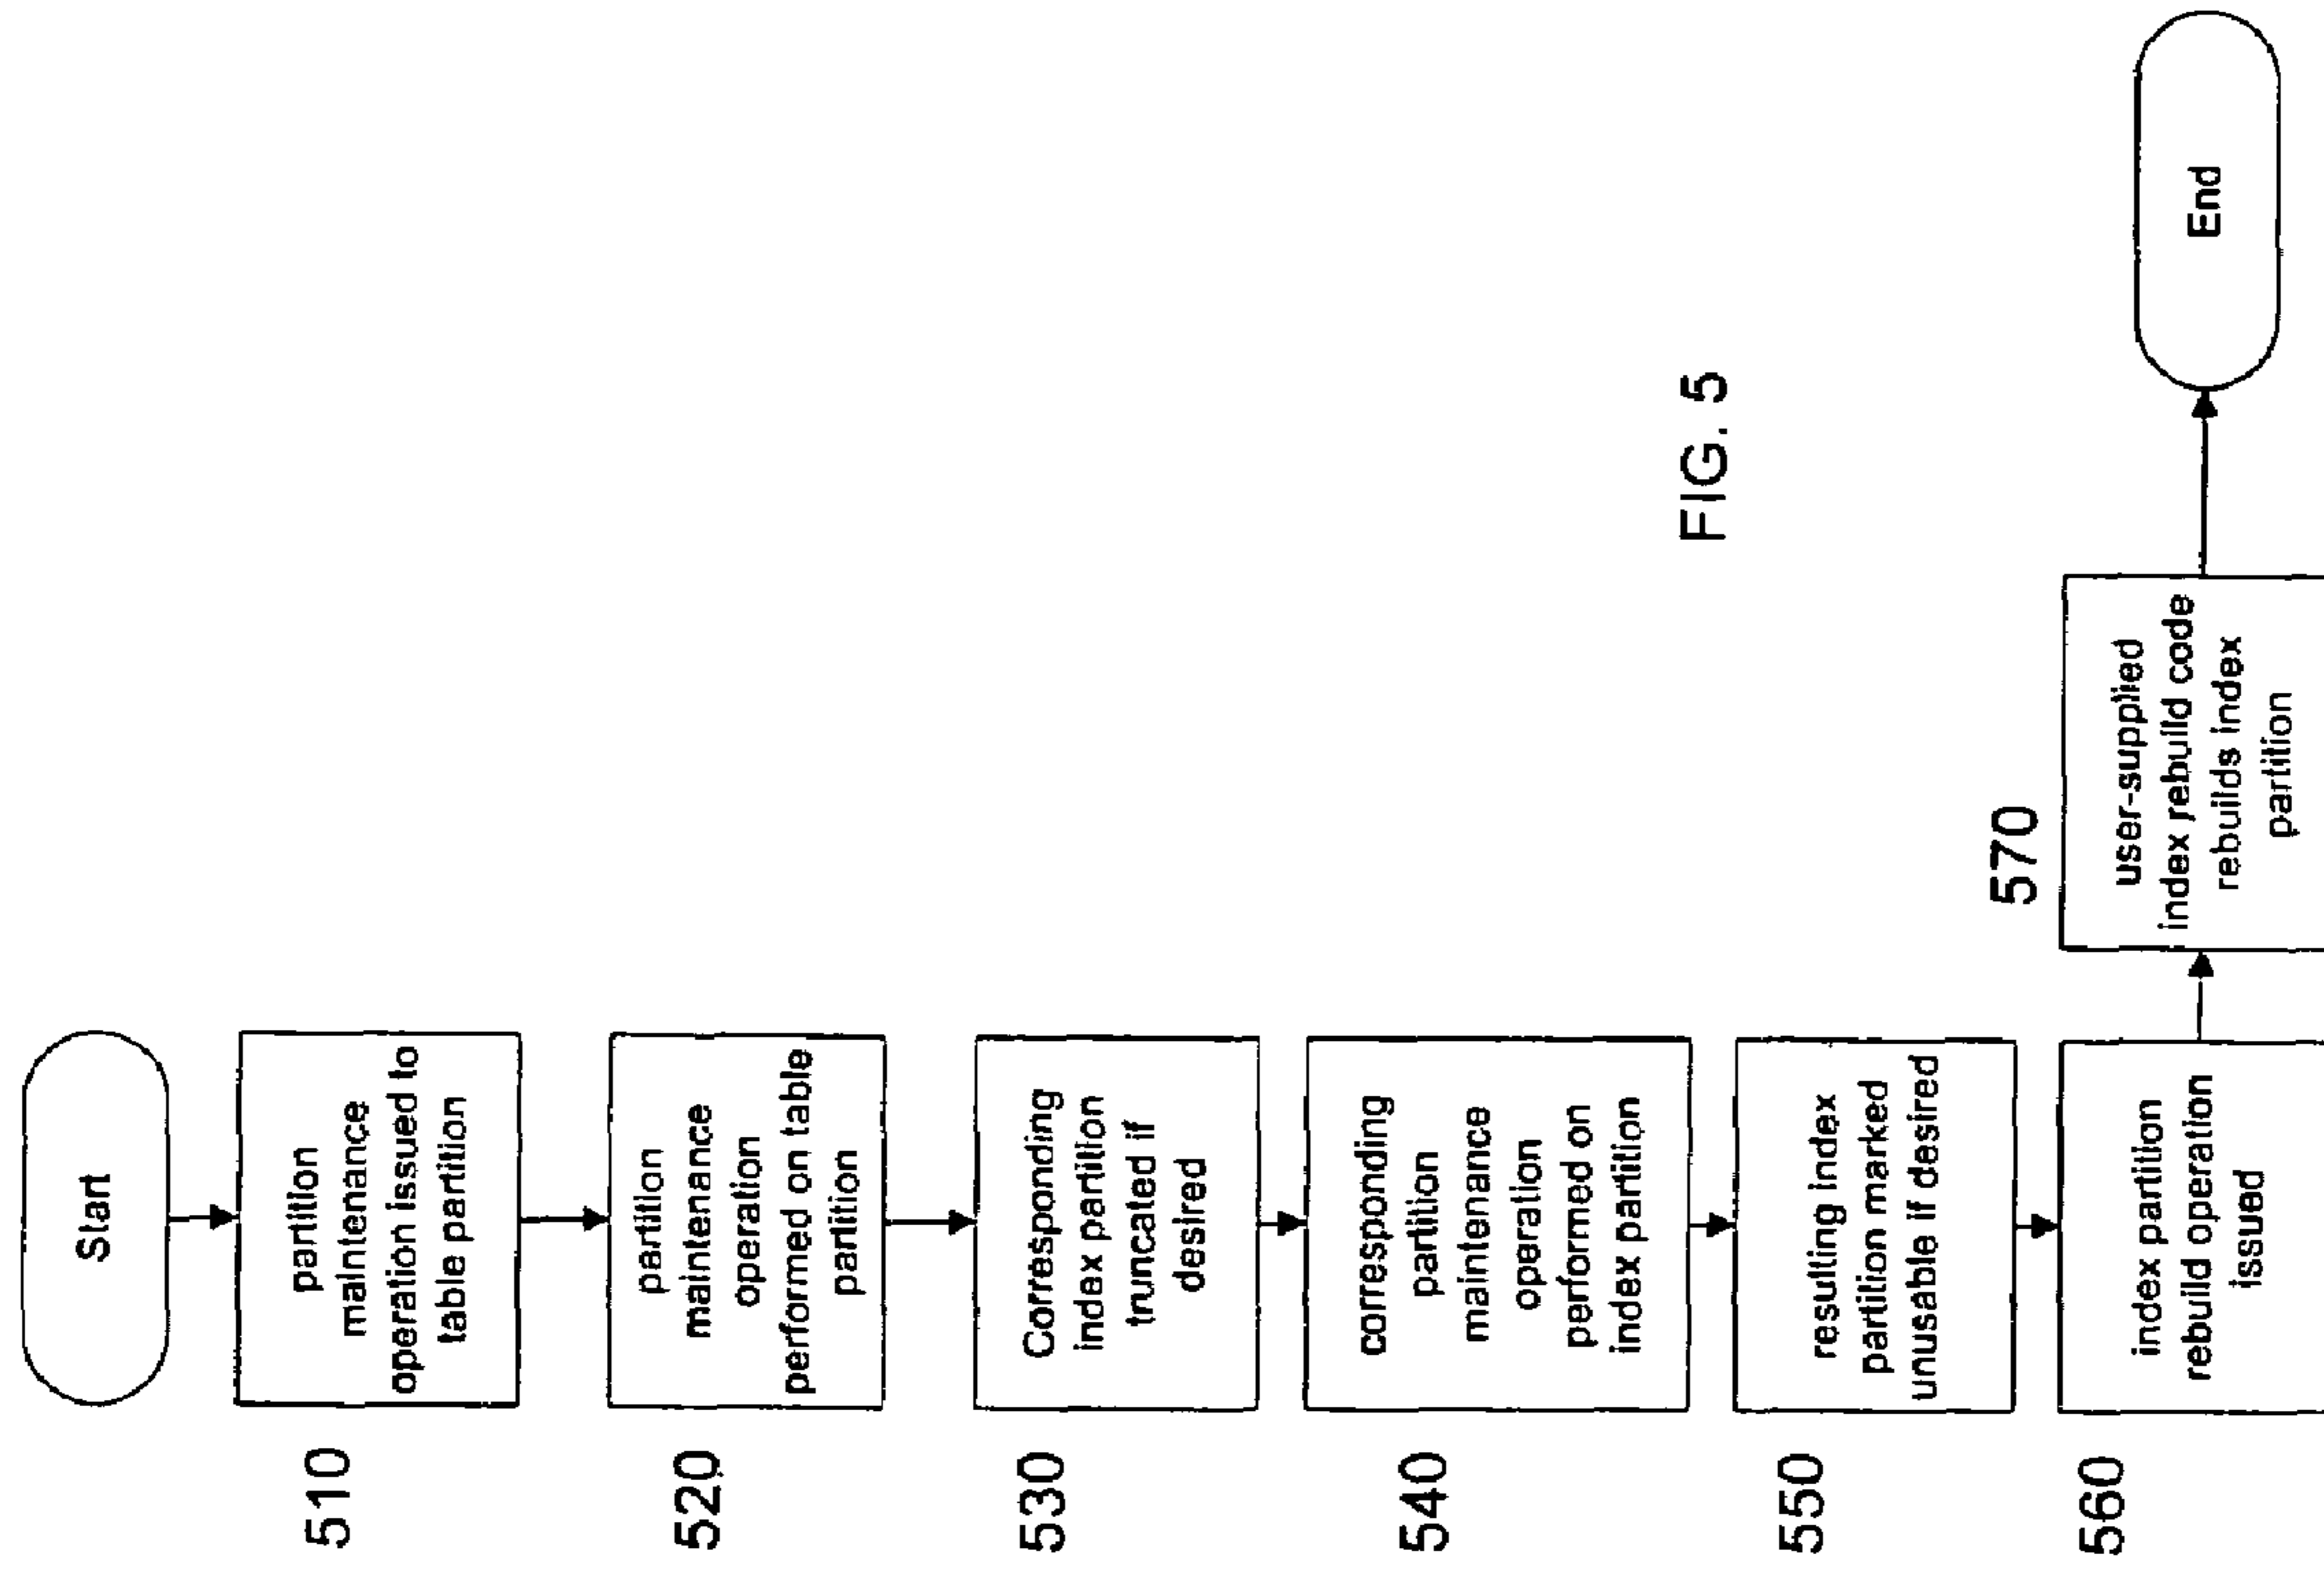 Start
510
partition
maintenance
operation issued to
table partition
520
partition
maintenance
operation
performed on table
partition
530
Corresponding
index partition
truncated if
desired
540
corresponding
partition
maintenance
operation
performed on
index partition
550
resulting index
partition marked
unusable if desired
560
index partition
rebuild operation
issued
570
user-supplied
index rebuild code
rebuilds index
partition
End
FIG. 5